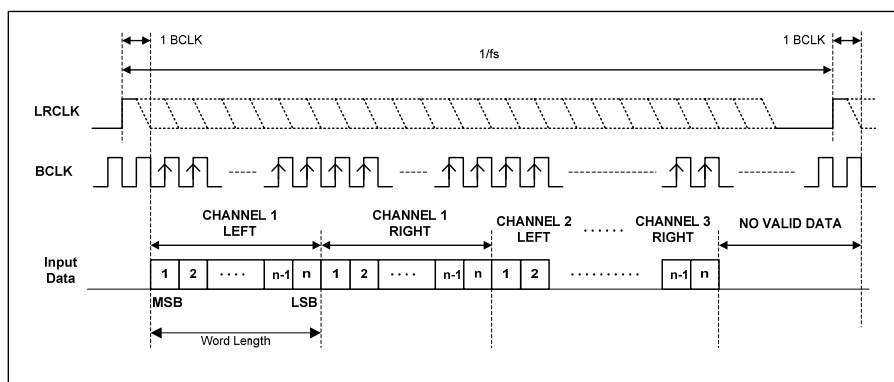 1 BCLK
1 BCLK
1/fs
LRCLK
BCLK
CHANNEL 1
LEFT
CHANNEL 1
RIGHT
CHANNEL 2
LEFT
CHANNEL 3
RIGHT
NO VALID DATA
Input
Data
1 2 n-1 n 1 2 n-1 n 1 2 n-1 n
MSB
LSB
Word Length